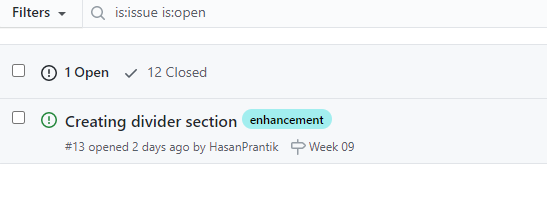 Filters is:issue is:open
1 Open 12 Closed
Creating divider section enhancement
#13 opened 2 days ago by HasanPrantik Week 09